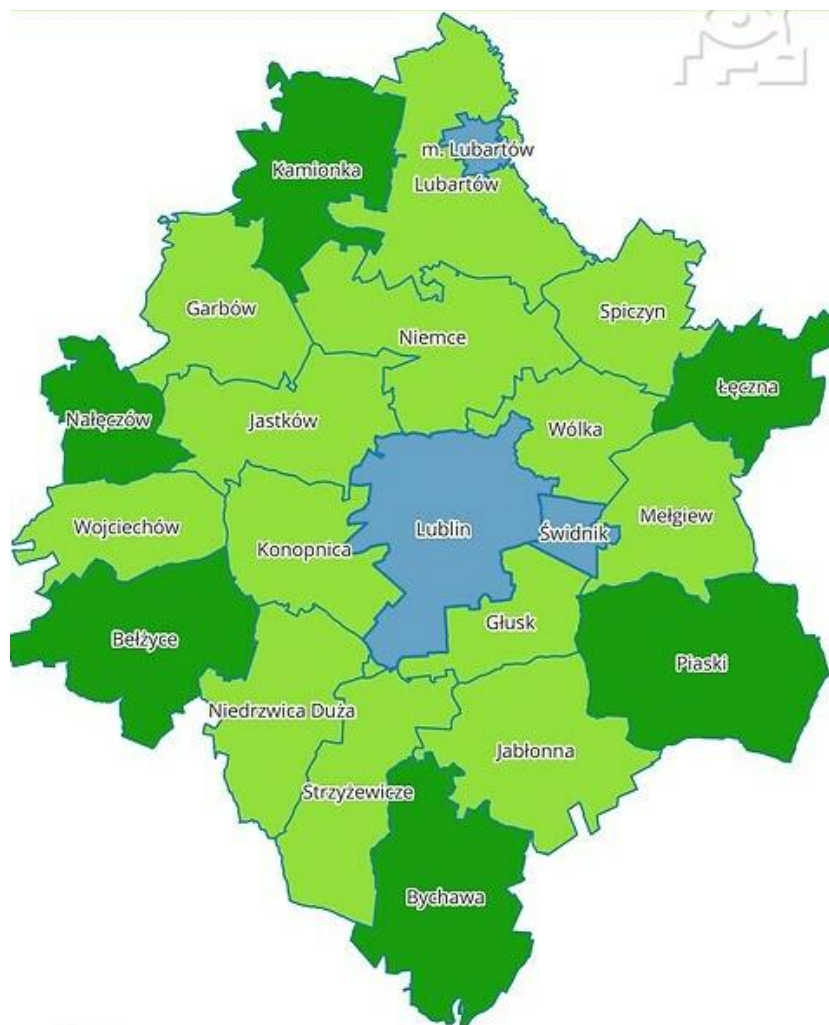 m. Lubartów
Kamionka
Lubartów
Garbów
Spiczyn
Niemce
Łęczna
Nałęczów
Jastków
Wólka
Mełgiew
Wojciechów
Lublin
Świdnik
Konopnica
Głusk
Bełżyce
Piaski
Niedrzwica Duża
Jabłonna
Strzyżewicze
Bychawa